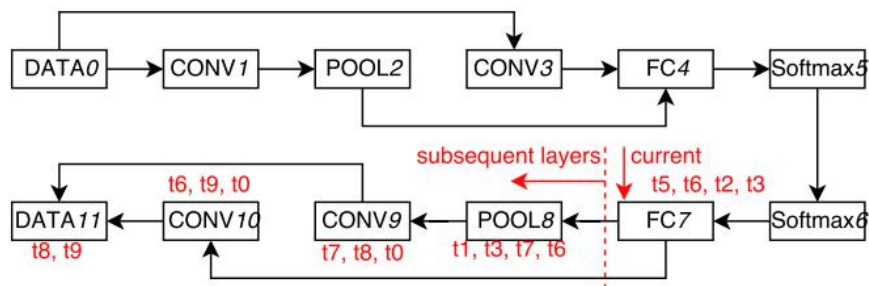 DATA0 CONV1 POOL2 CONV3 FC4 Softmax5
subsequent layers current
t6, t9, t0 t5, t6, t2, t3
DATA11 CONV10 CONV9 POOL8 FC7 Softmax6
t8, t9 t7, t8, t0 t1, t3, t7, t6